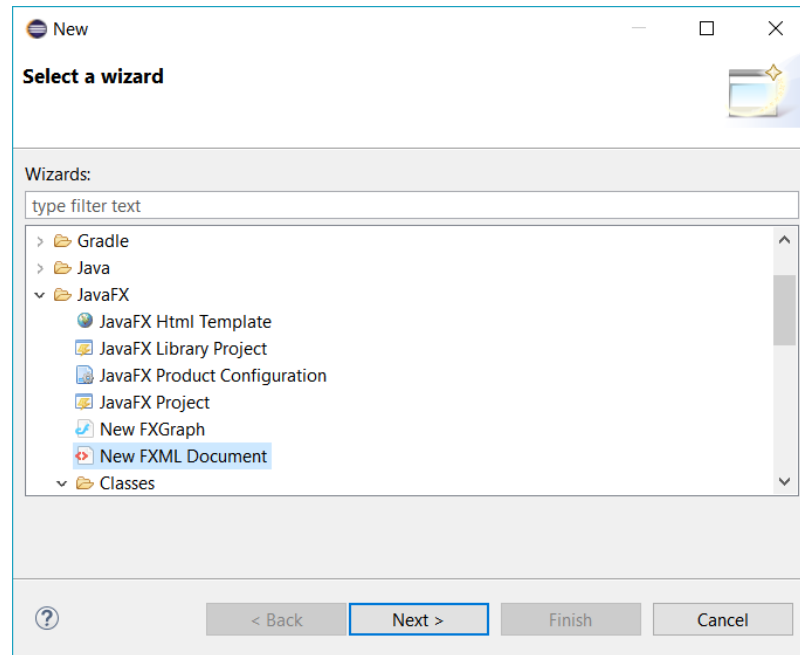 New
Select a wizard
Wizards:
type filter text
Gradle
Java
JavaFX
JavaFX Html Template
JavaFX Library Project
JavaFX Product Configuration
JavaFX Project
New FXGraph
New FXML Document
Classes
? < Back Next > Finish Cancel